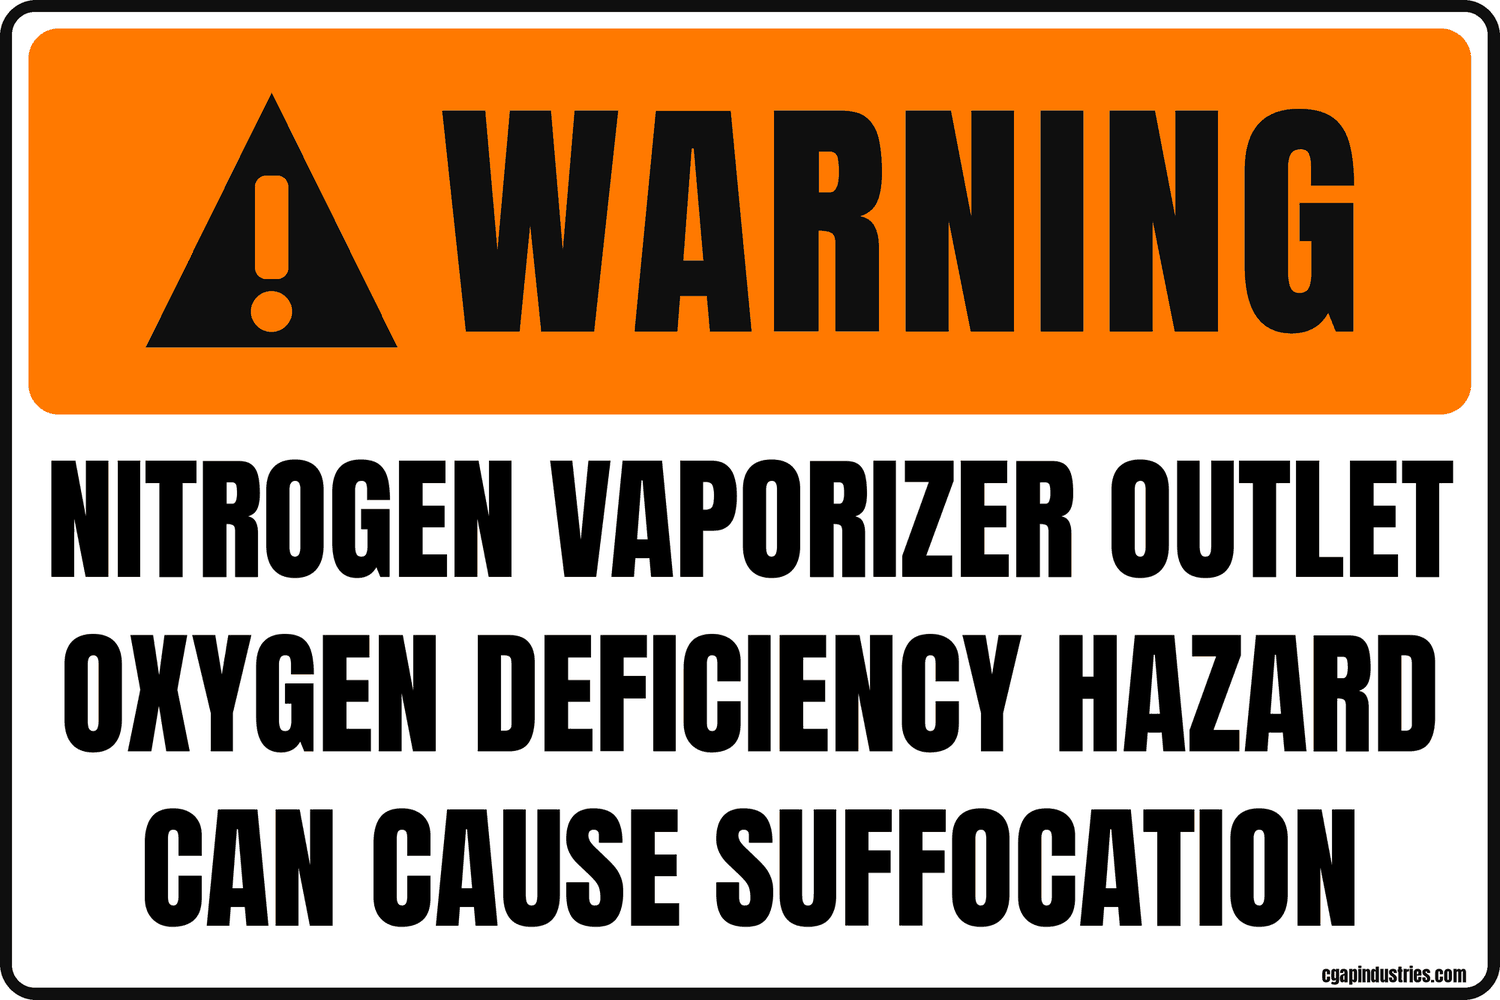 WARNING
NITROGEN VAPORIZER OUTLET
OXYGEN DEFICIENCY HAZARD
CAN CAUSE SUFFOCATION
cgapindustries.com